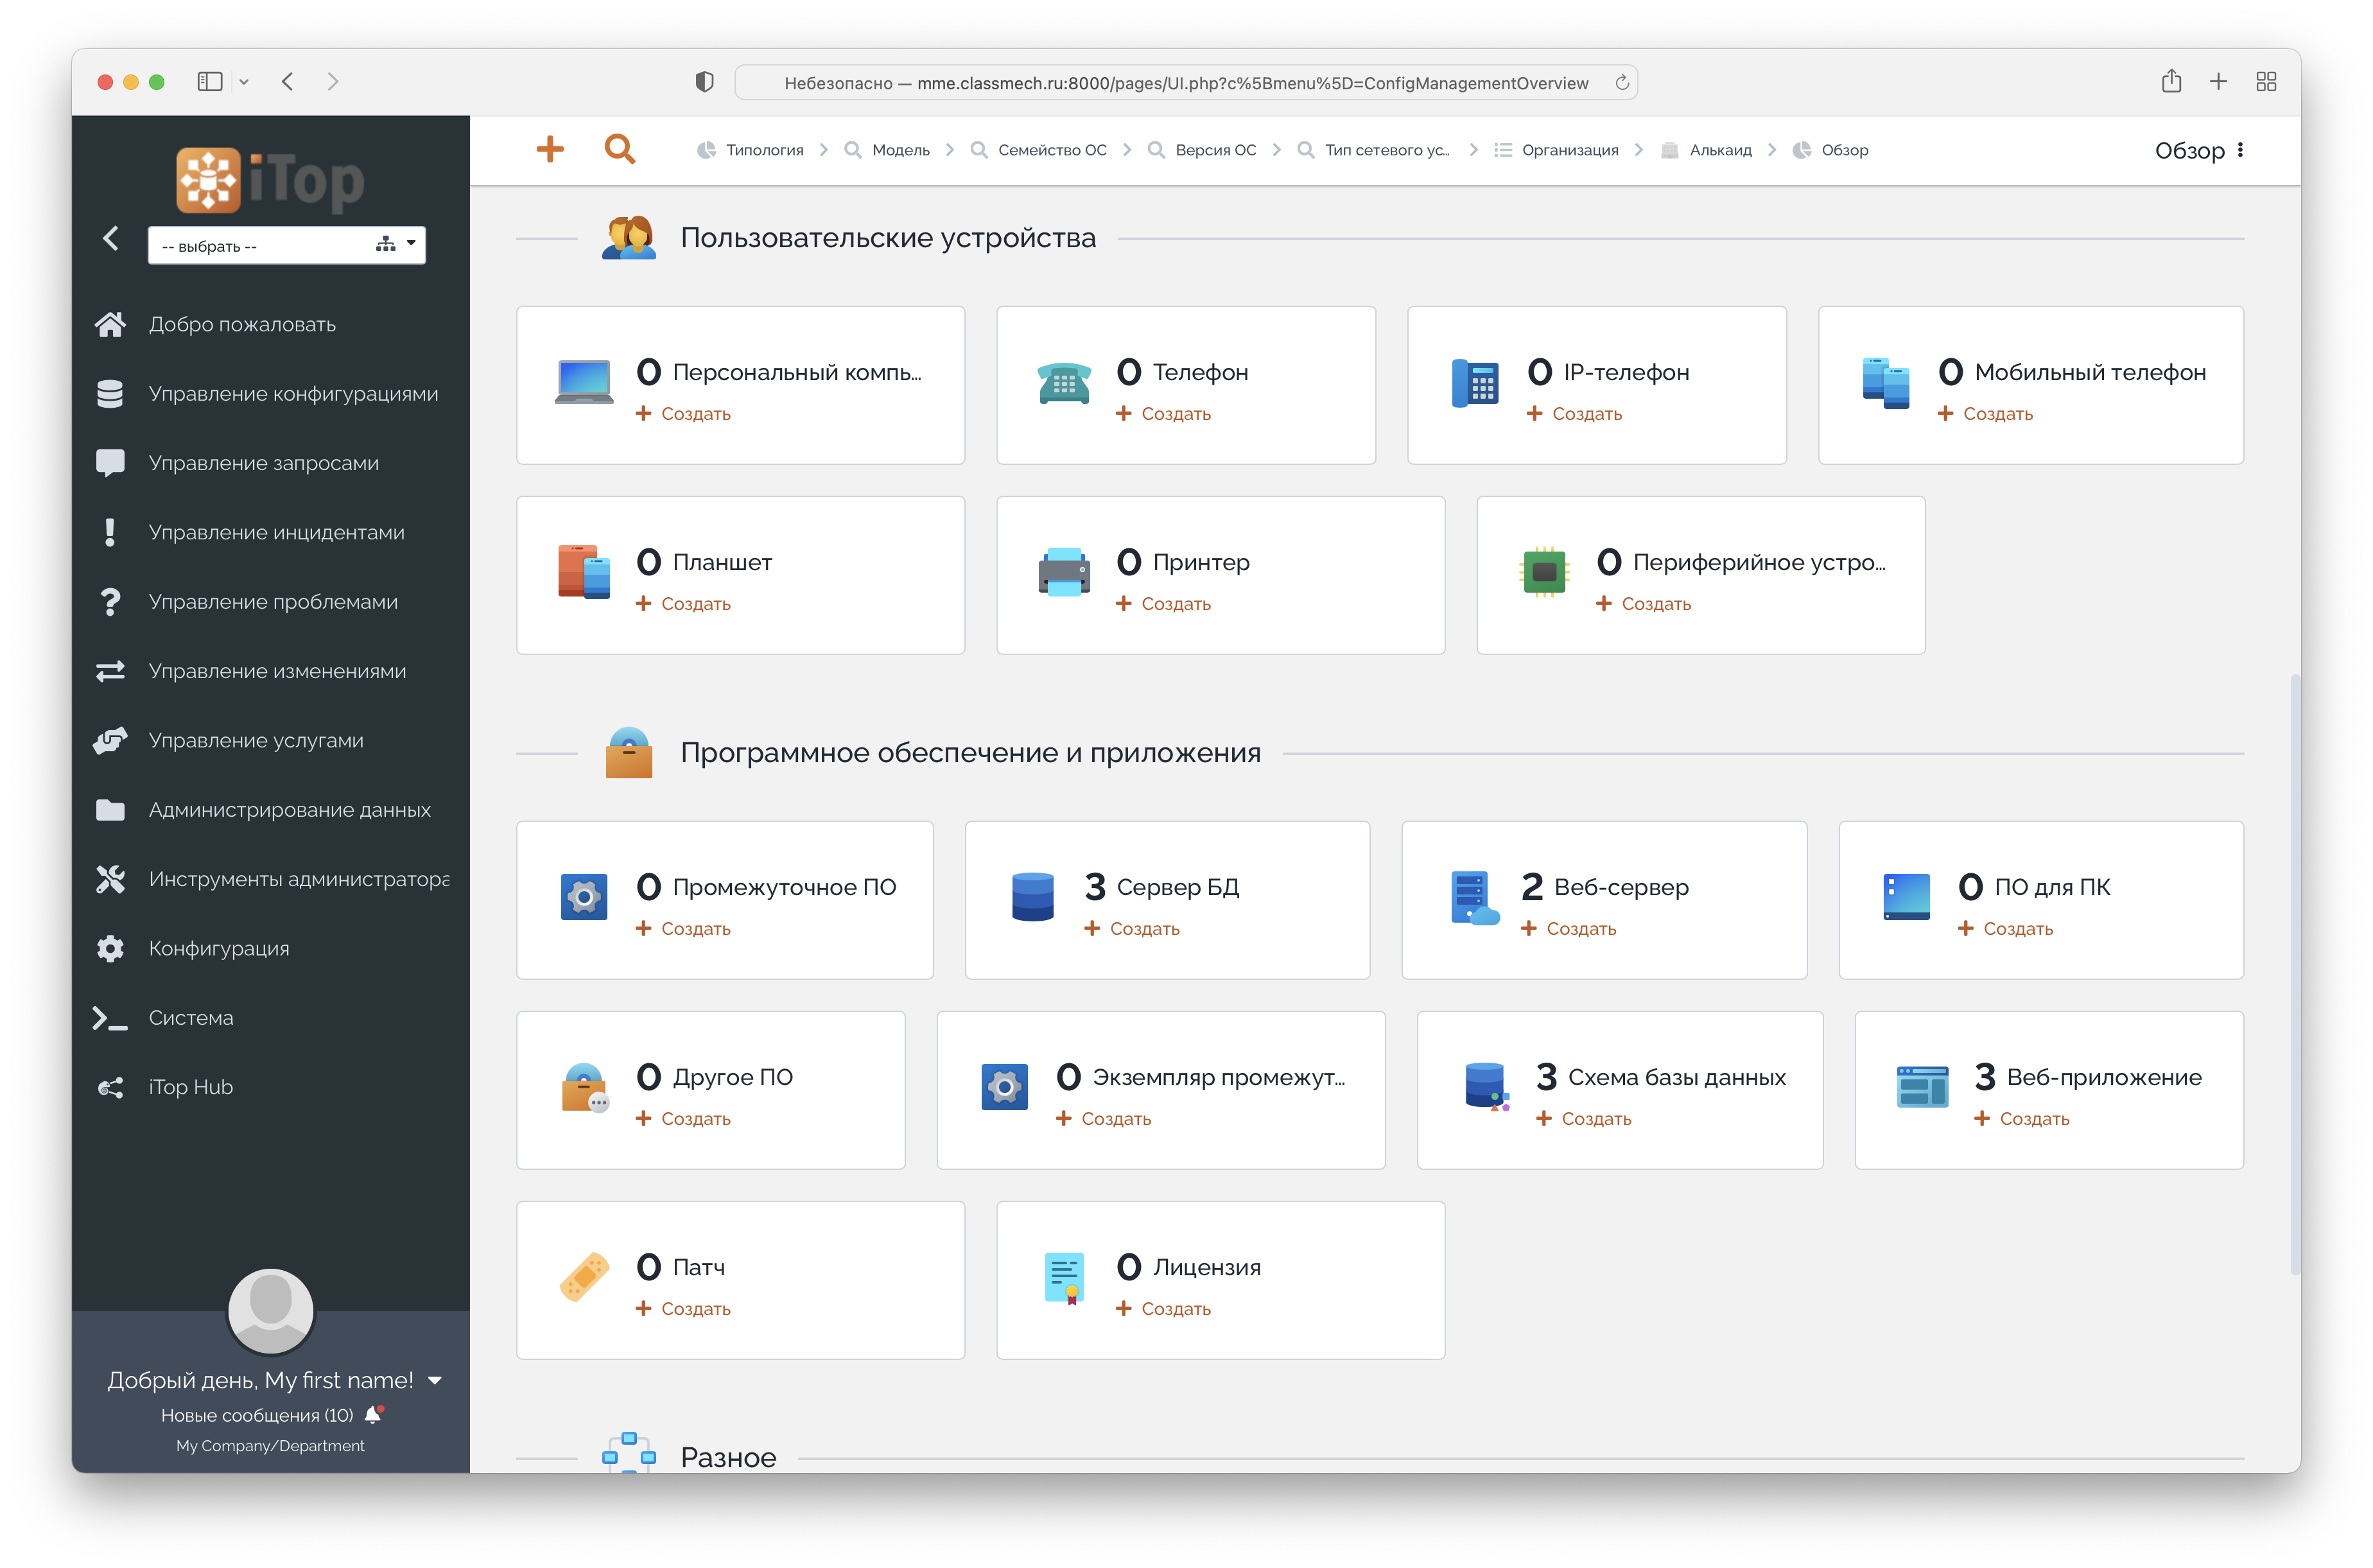 Небезопасно — mme.classmech.ru:8000/pages/UI.php?c%5Bmenu%5D=ConfigManagementOverview
iTop
-- выбрать --
Добро пожаловать
Управление конфигурациями
Управление запросами
Управление инцидентами
Управление проблемами
Управление изменениями
Управление услугами
Администрирование данных
Инструменты администратора
Конфигурация
Система
iTop Hub
Добрый день, My first name!
Новые сообщения (10)
My Company/Department
Типология
Модель
Семейство ОС
Версия ОС
Тип сетевого ус...
Организация
Алькаид
Обзор
Обзор
Пользовательские устройства
0 Персональный компь...
Создать
0 Телефон
Создать
0 IP-телефон
Создать
0 Мобильный телефон
Создать
0 Планшет
Создать
0 Принтер
Создать
0 Периферийное устро...
Создать
Программное обеспечение и приложения
0 Промежуточное ПО
Создать
3 Сервер БД
Создать
2 Веб-сервер
Создать
0 ПО для ПК
Создать
0 Другое ПО
Создать
0 Экземпляр промежут...
Создать
3 Схема базы данных
Создать
3 Веб-приложение
Создать
0 Патч
Создать
0 Лицензия
Создать
Разное